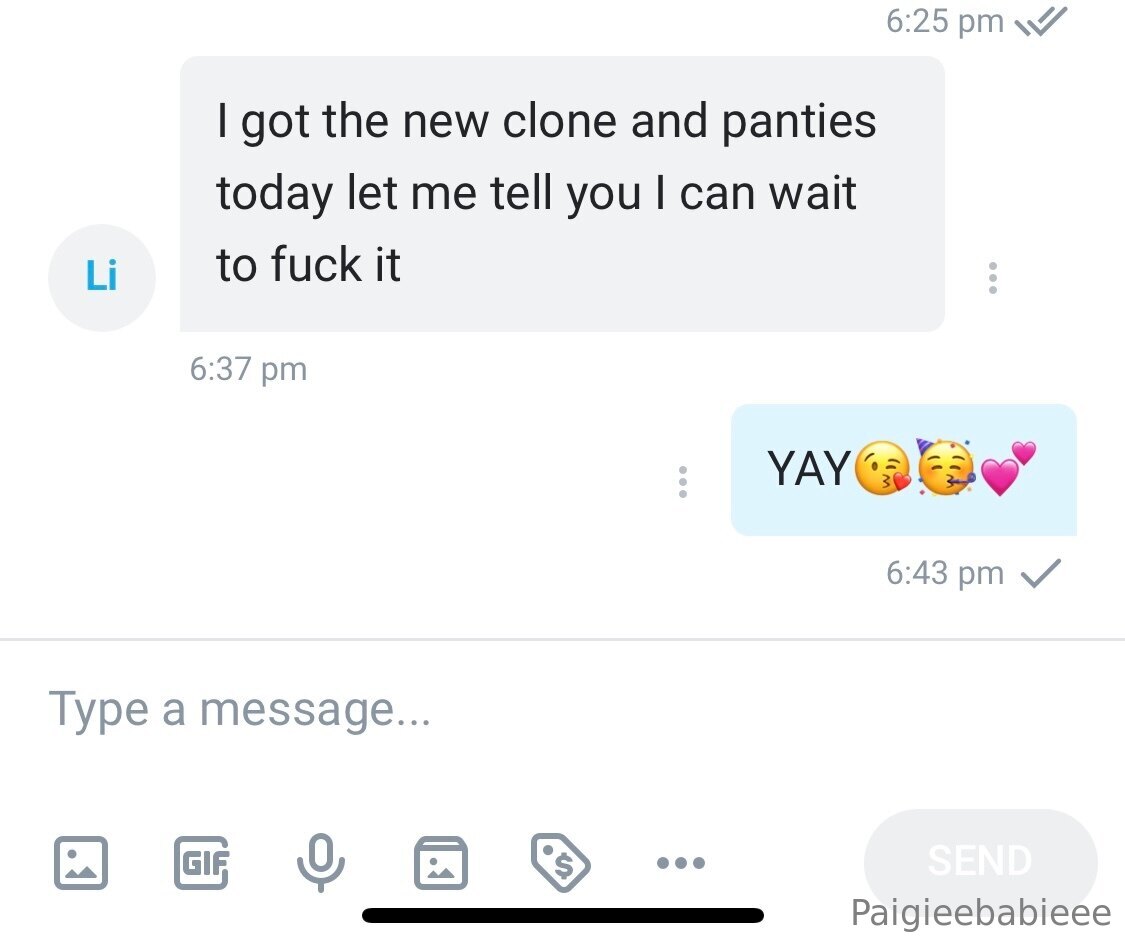 6:25 pm
I got the new clone and panties
today let me tell you I can wait
to fuck it
Li
6:37 pm
YAY😘🥳💕
6:43 pm
Type a message...
GIF
$
SEND
Paigieebabieee